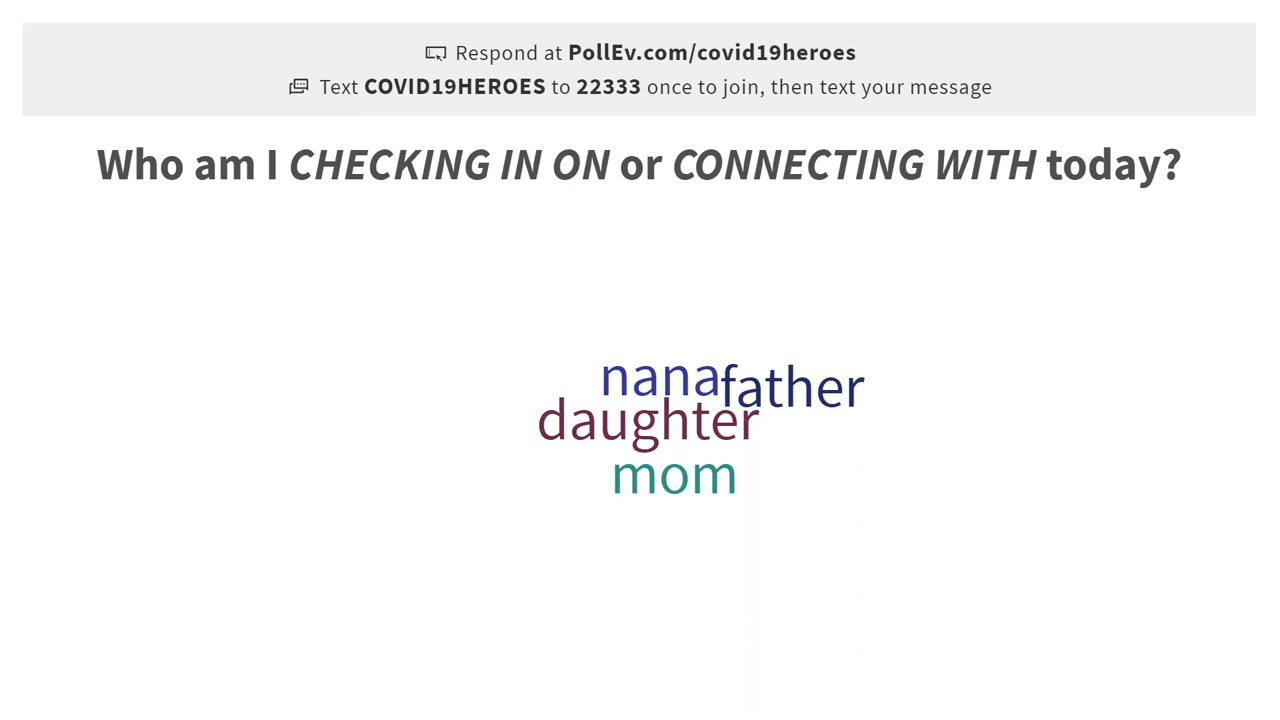 Respond at PollEv.com/covid19heroes
Text COVID19HEROES to 22333 once to join, then text your message
Who am I CHECKING IN ON or CONNECTING WITH today?
nana father
daughter
mom